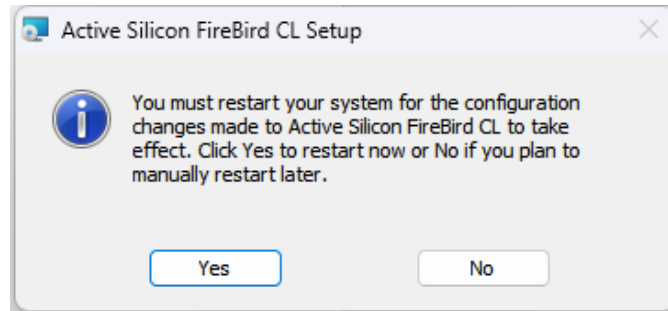 Active Silicon FireBird CL Setup
You must restart your system for the configuration
changes made to Active Silicon FireBird CL to take
effect. Click Yes to restart now or No if you plan to
manually restart later.
Yes
No